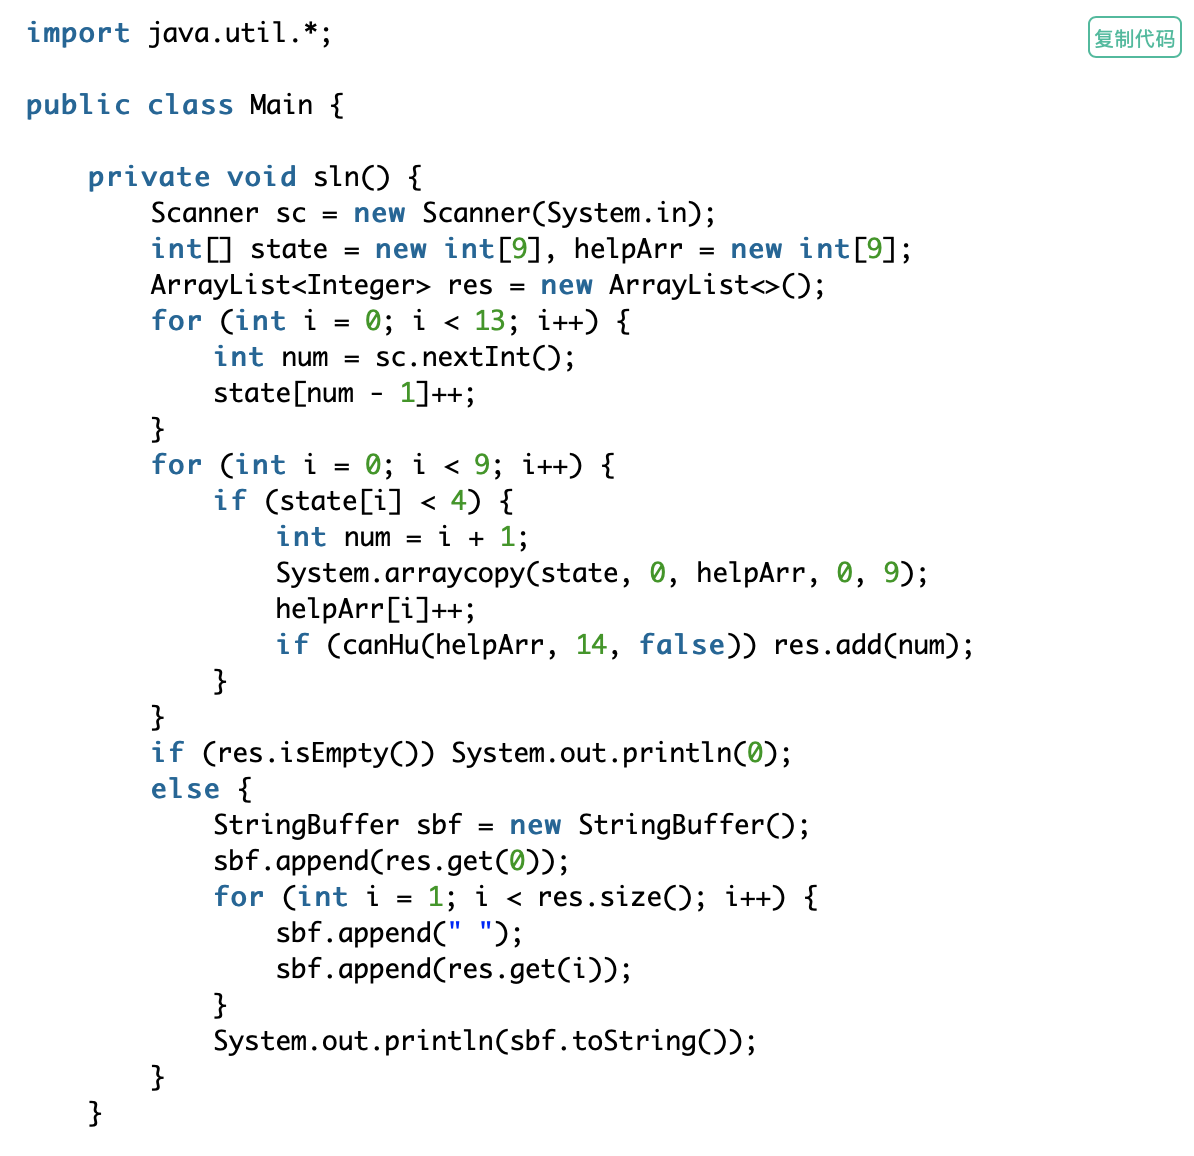 import java.util.*;
复制代码
public class Main {
private void sln() {
Scanner sc = new Scanner(System.in);
int[] state = new int[9], helpArr = new int[9];
ArrayList<Integer> res = new ArrayList<>();
for (int i = 0; i < 13; i++) {
int num = sc.nextInt();
state[num - 1]++;
}
for (int i = 0; i < 9; i++) {
if (state[i] < 4) {
int num = i + 1;
System.arraycopy(state, 0, helpArr, 0, 9);
helpArr[i]++;
if (canHu(helpArr, 14, false)) res.add(num);
}
}
if (res.isEmpty()) System.out.println(0);
else {
StringBuffer sbf = new StringBuffer();
sbf.append(res.get(0));
for (int i = 1; i < res.size(); i++) {
sbf.append(" ");
sbf.append(res.get(i));
}
System.out.println(sbf.toString());
}
}